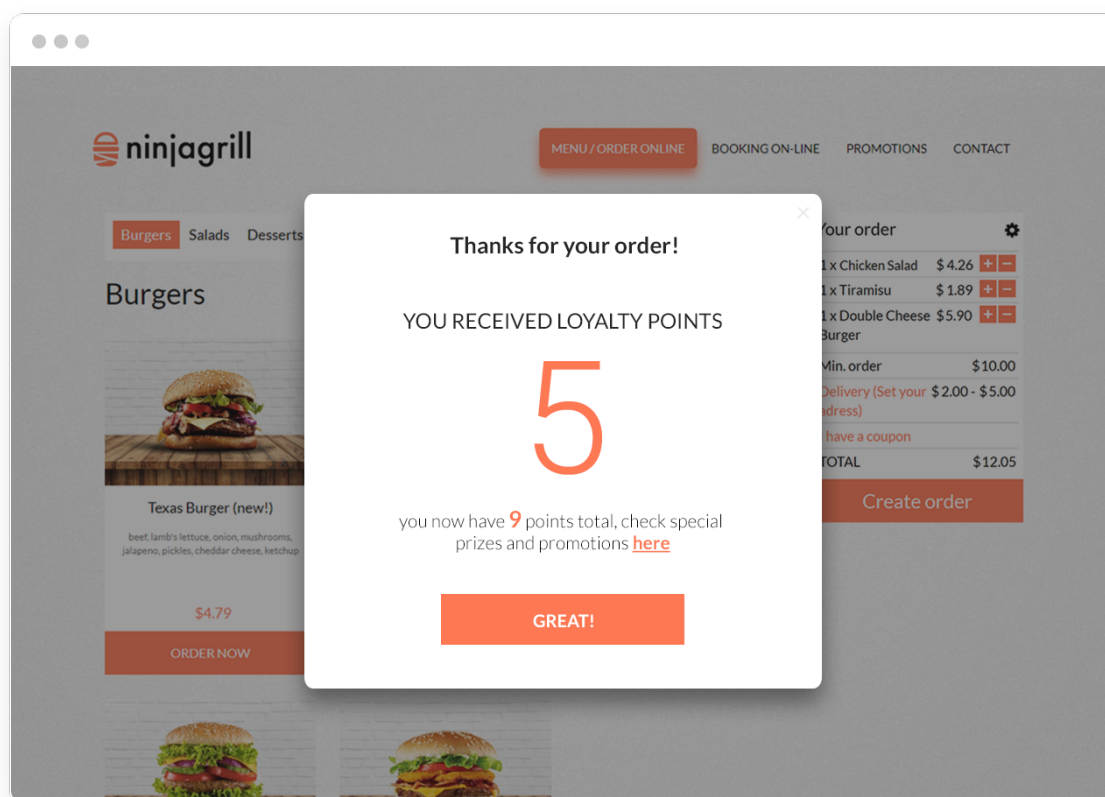 ninjagrill
MENU / ORDER ONLINE
BOOKING ON-LINE
PROMOTIONS
CONTACT
Burgers
Salads
Desserts
Burgers
Texas Burger (new!)
beef, lamb's lettuce, onion, mushrooms,
jalapeno, pickles, cheddar cheese, ketchup
$4.79
ORDER NOW
Thanks for your order!
YOU RECEIVED LOYALTY POINTS
5
you now have 9 points total, check special
prizes and promotions here
GREAT!
order
1 x Chicken Salad $ 4.26 + −
1 x Tiramisu $ 1.89 + −
1 x Double Cheese $ 5.90 + −
Burger
Min. order $10.00
Delivery (Set your $ 2.00 - $ 5.00
adress)
have a coupon
TOTAL $12.05
Create order